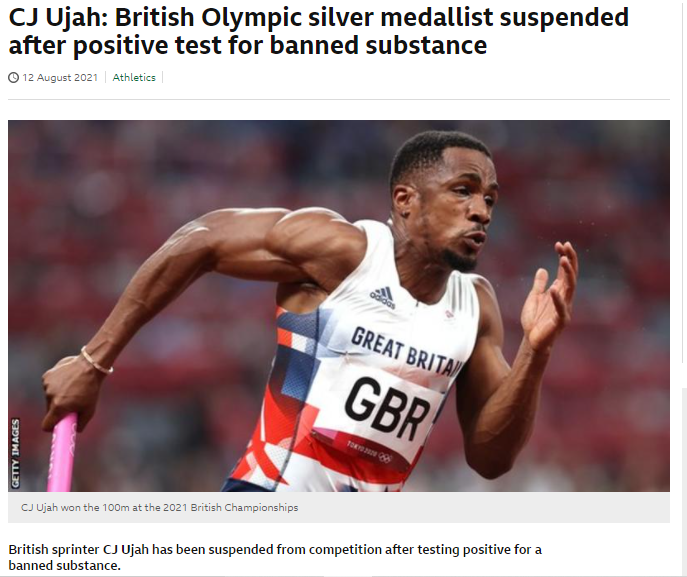 CJ Ujah: British Olympic silver medallist suspended
after positive test for banned substance
12 August 2021
Athletics
adidas
GREAT BRITAI
GBR
TOKYO 2020
GETTY IMAGES
CJ Ujah won the 100m at the 2021 British Championships
British sprinter CJ Ujah has been suspended from competition after testing positive for a
banned substance.